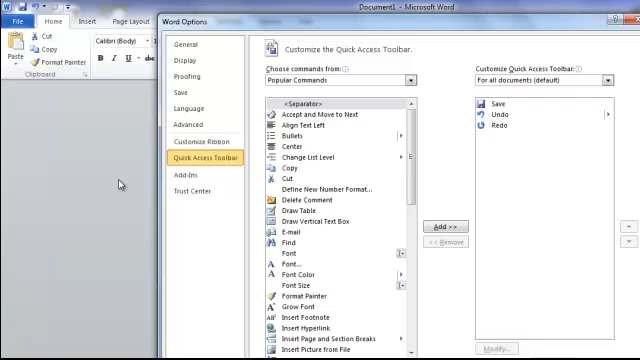 Document1 - Microsoft Word
File
Home
Insert
Page Layout
Paste
Cut
Copy
Format Painter
Clipboard
Calibri (Body)
B I U abc
Word Options
General
Display
Proofing
Save
Language
Advanced
Customize Ribbon
Quick Access Toolbar
Add-Ins
Trust Center
Customize the Quick Access Toolbar.
Choose commands from:
Popular Commands
<Separator>
Accept and Move to Next
Align Text Left
Bullets
Center
Change List Level
Copy
Cut
Define New Number Format...
Delete Comment
Draw Table
Draw Vertical Text Box
E-mail
Find
Font
Font...
Font Color
Font Size
Format Painter
Grow Font
Insert Footnote
Insert Hyperlink
Insert Page and Section Breaks
Insert Picture from File
Add >>
<< Remove
Customize Quick Access Toolbar:
For all documents (default)
Save
Undo
Redo
Modify...